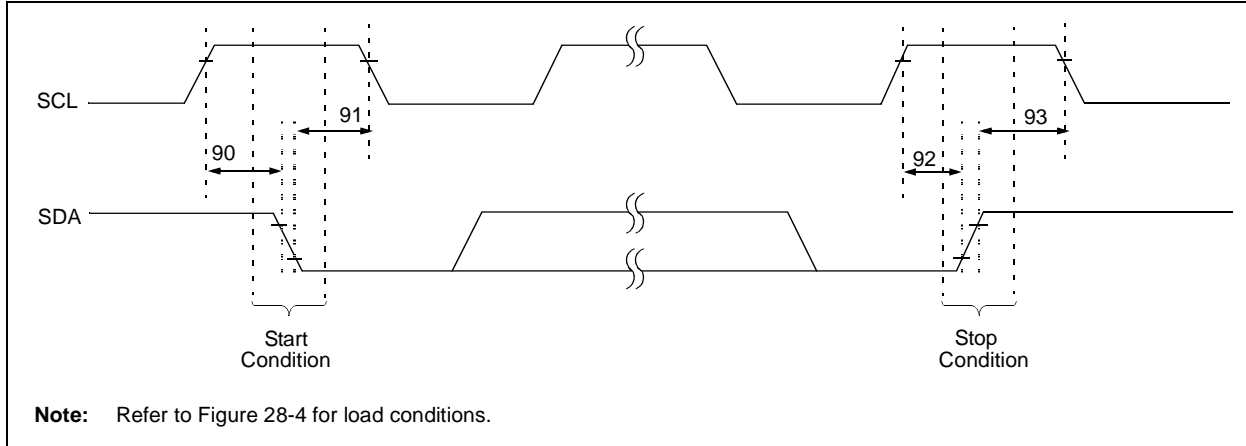 SCL
91
93
90
92
SDA
Start
Condition
Stop
Condition
Note: Refer to Figure 28-4 for load conditions.